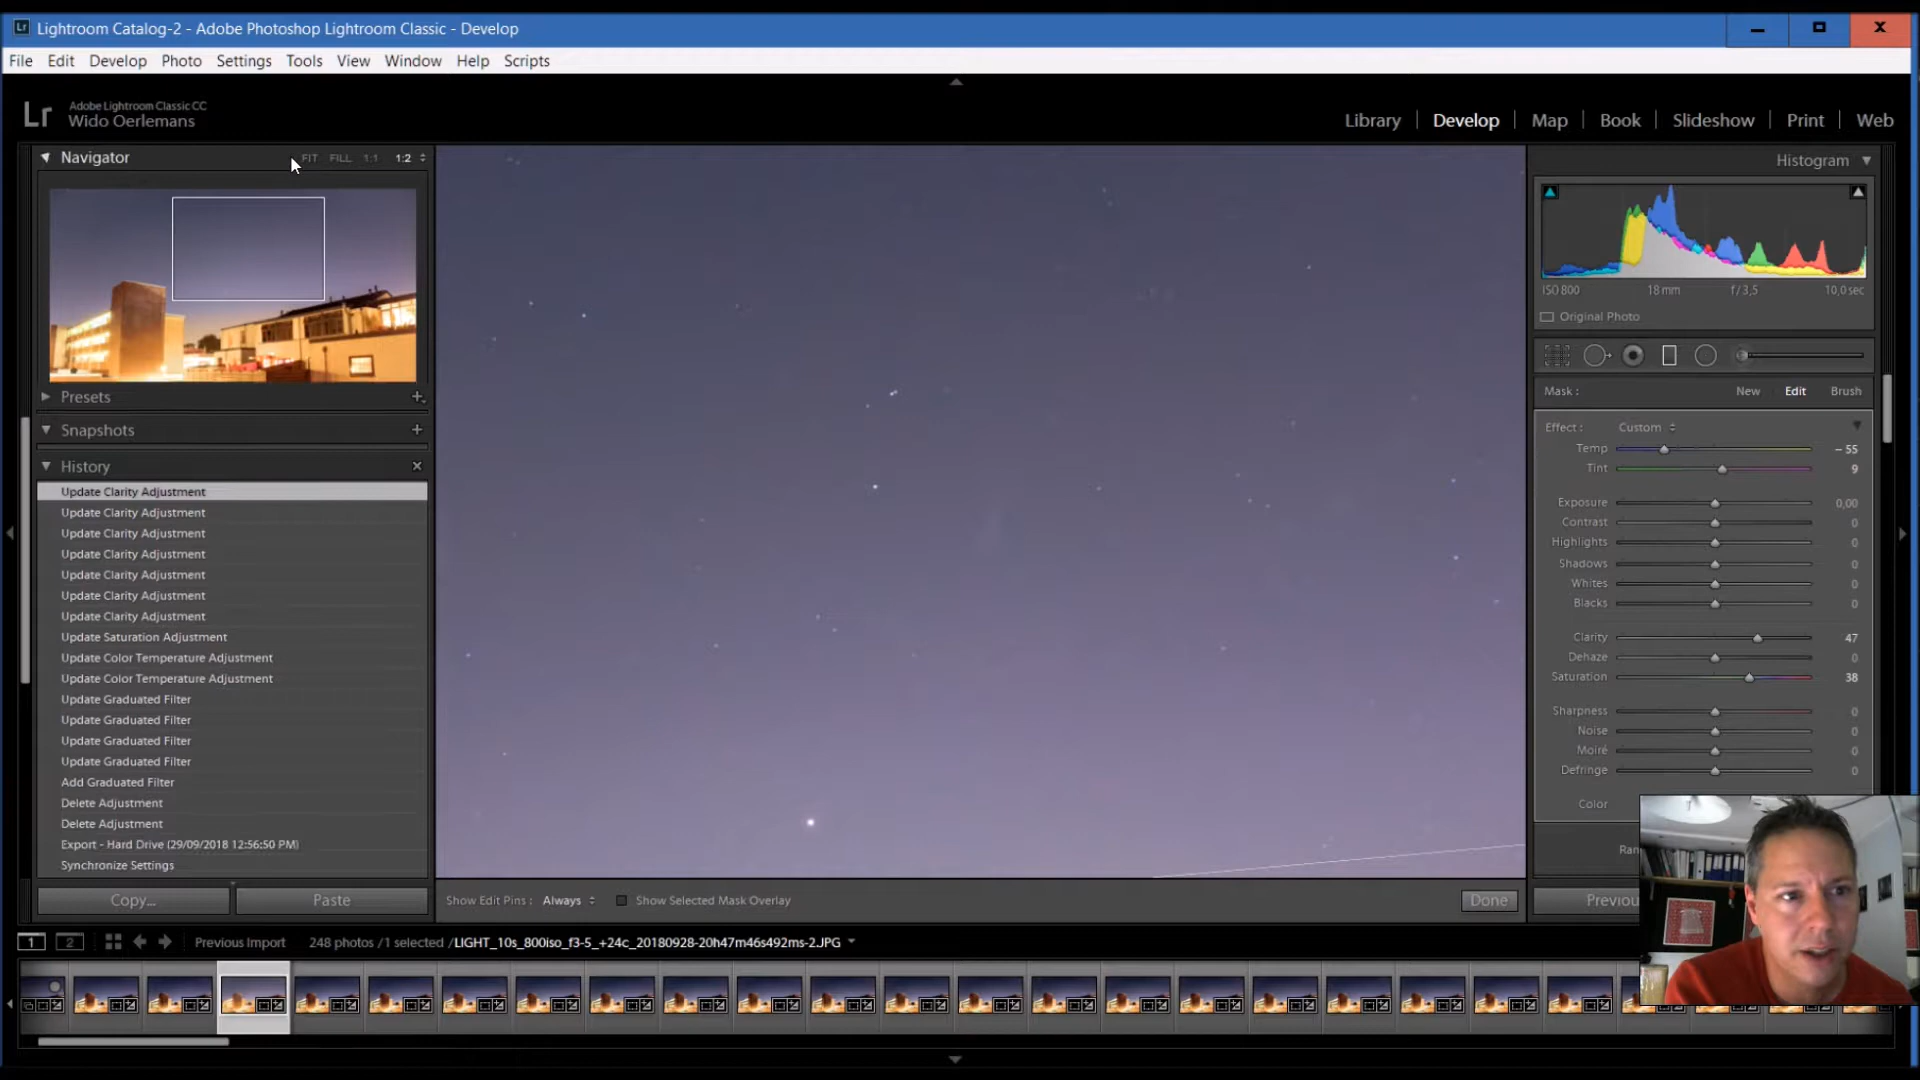 Lr Lightroom Catalog-2 - Adobe Photoshop Lightroom Classic - Develop
File Edit Develop Photo Settings Tools View Window Help Scripts
Lr Adobe Lightroom Classic CC
Wido Oerlemans
Library Develop Map Book Slideshow Print Web
Navigator FIT FILL 1:1 1:2
Presets
Snapshots
History
Update Clarity Adjustment
Update Clarity Adjustment
Update Clarity Adjustment
Update Clarity Adjustment
Update Clarity Adjustment
Update Clarity Adjustment
Update Clarity Adjustment
Update Saturation Adjustment
Update Color Temperature Adjustment
Update Color Temperature Adjustment
Update Graduated Filter
Update Graduated Filter
Update Graduated Filter
Update Graduated Filter
Add Graduated Filter
Delete Adjustment
Delete Adjustment
Export - Hard Drive (29/09/2018 12:56:50 PM)
Synchronize Settings
Copy... Paste
Histogram
ISO 800 18 mm f/3,5 10,0 sec
Original Photo
Mask : New Edit Brush
Effect : Custom
Temp - 55
Tint 9
Exposure 0,00
Contrast 0
Highlights 0
Shadows 0
Whites 0
Blacks 0
Clarity 47
Dehaze 0
Saturation 38
Sharpness 0
Noise 0
Moiré 0
Defringe 0
Color
Show Edit Pins : Always Show Selected Mask Overlay Done
1 2 Previous Import 248 photos / 1 selected / LIGHT_10s_800iso_f3-5_+24c_20180928-20h47m46s492ms-2.JPG